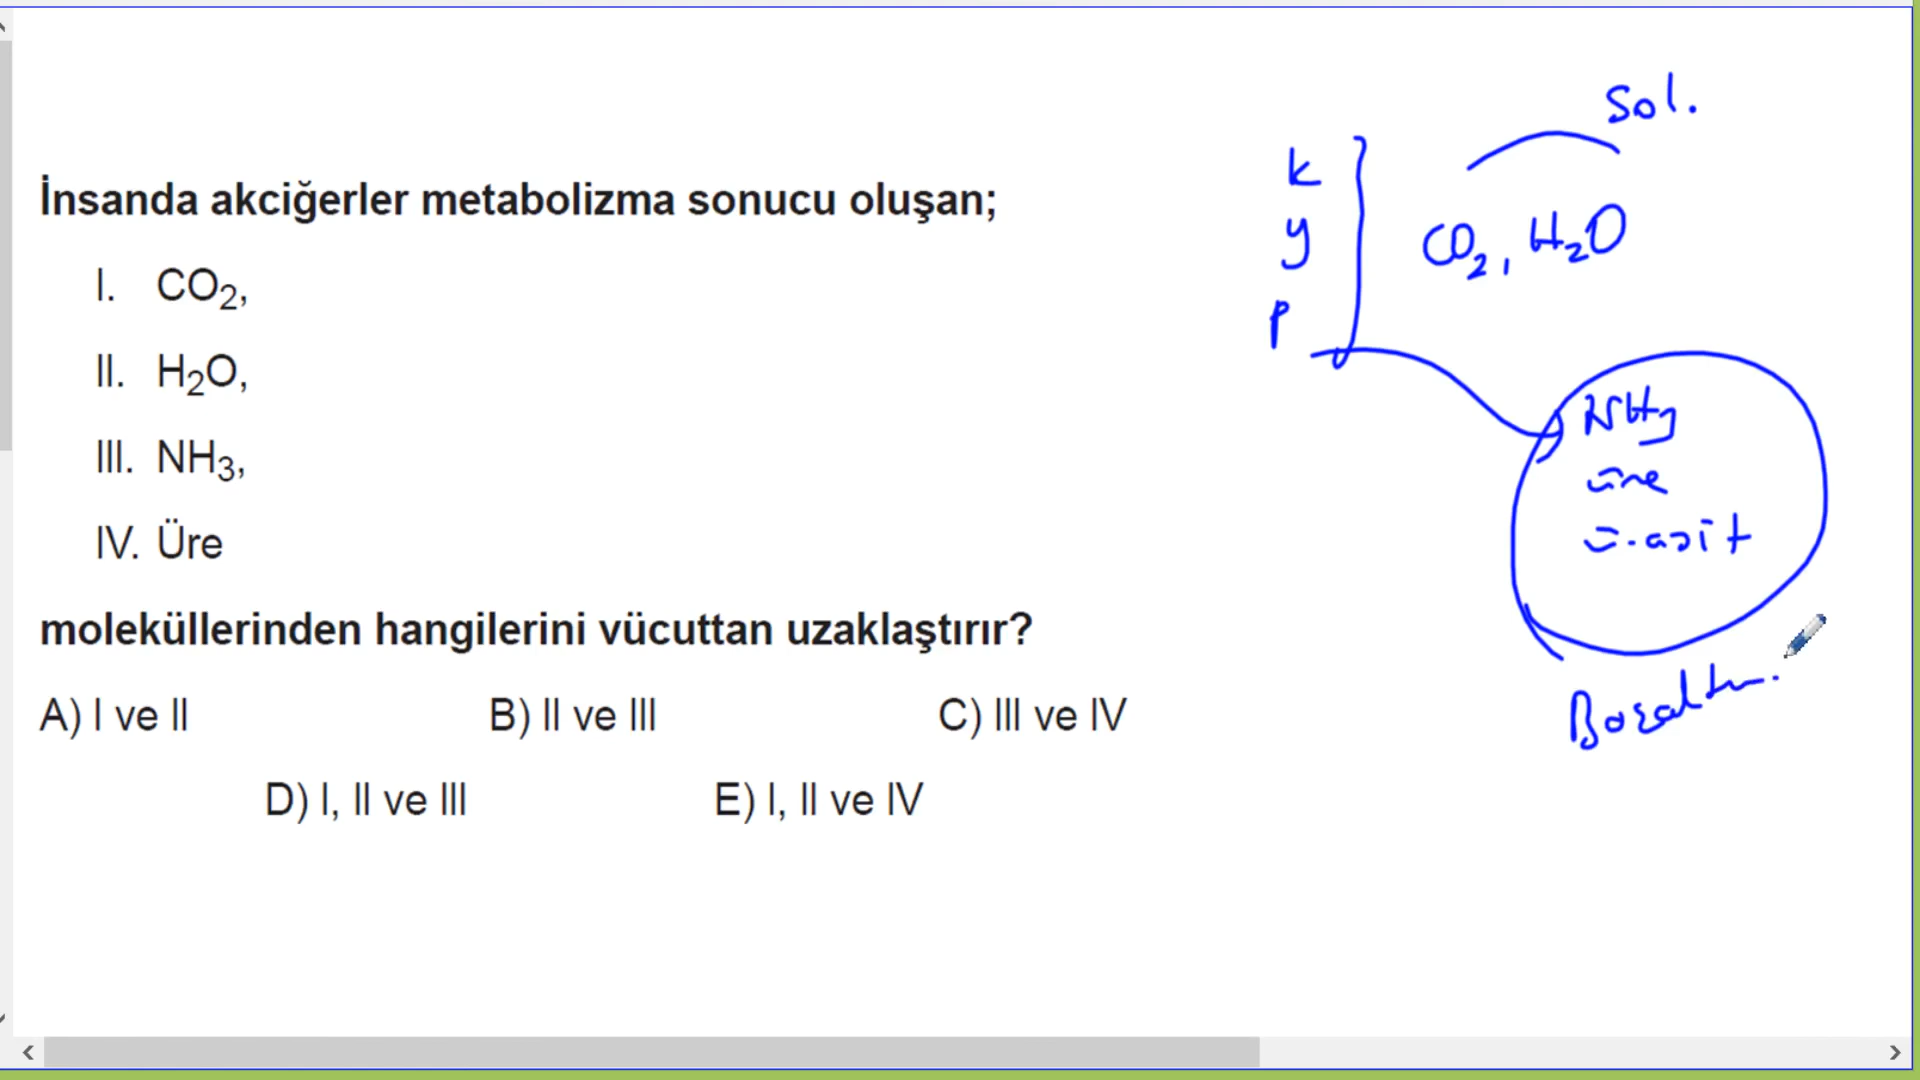 İnsanda akciğerler metabolizma sonucu oluşan;
I. CO₂,
II. H₂O,
III. NH₃,
IV. Üre
moleküllerinden hangilerini vücuttan uzaklaştırır?
A) I ve II B) II ve III C) III ve IV
D) I, II ve III E) I, II ve IV
Sol.
k
y
p
CO₂, H₂O
NH₃
üre
ü.asit
Boşaltım.